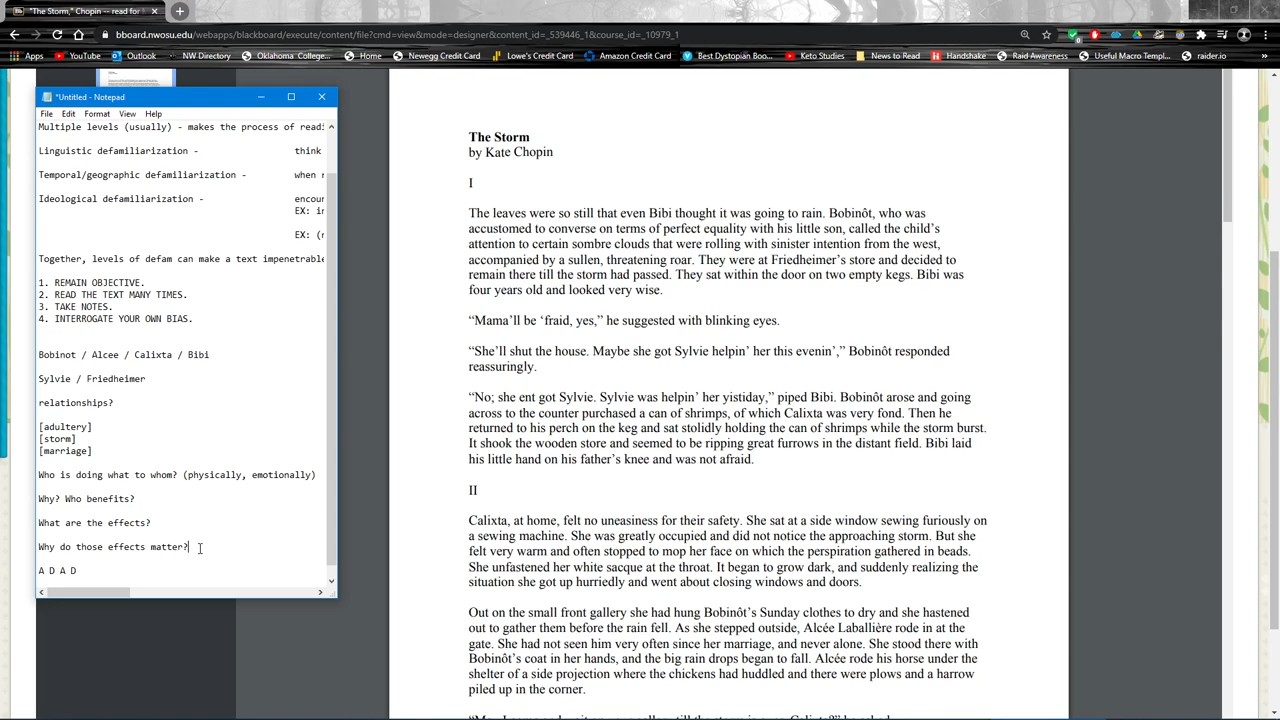 "The Storm," Chopin -- read for
bboard.nwosu.edu/webapps/blackboard/execute/content/file?cmd=view&mode=designer&content_id=_539446_1&course_id=_10979_1
Apps YouTube Outlook NW Directory Oklahoma College... Home Newegg Credit Card Lowe's Credit Card Amazon Credit Card Best Dystopian Boo... Keto Studies News to Read Handshake Raid Awareness Useful Macro Templ... raider.io »
*Untitled - Notepad
File Edit Format View Help
Multiple levels (usually) - makes the process of readi
Linguistic defamiliarization - think
Temporal/geographic defamiliarization - when
Ideological defamiliarization - encou
EX: in
EX: (
Together, levels of defam can make a text impenetrable
1. REMAIN OBJECTIVE.
2. READ THE TEXT MANY TIMES.
3. TAKE NOTES.
4. INTERROGATE YOUR OWN BIAS.
Bobinot / Alcee / Calixta / Bibi
Sylvie / Friedheimer
relationships?
[adultery]
[storm]
[marriage]
Who is doing what to whom? (physically, emotionally)
Why? Who benefits?
What are the effects?
Why do those effects matter?
A D A D
The Storm
by Kate Chopin
I
The leaves were so still that even Bibi thought it was going to rain. Bobinôt, who was
accustomed to converse on terms of perfect equality with his little son, called the child's
attention to certain sombre clouds that were rolling with sinister intention from the west,
accompanied by a sullen, threatening roar. They were at Friedheimer's store and decided to
remain there till the storm had passed. They sat within the door on two empty kegs. Bibi was
four years old and looked very wise.
“Mama'll be ‘fraid, yes,” he suggested with blinking eyes.
“She'll shut the house. Maybe she got Sylvie helpin' her this evenin',” Bobinôt responded
reassuringly.
“No; she ent got Sylvie. Sylvie was helpin' her yistiday,” piped Bibi. Bobinôt arose and going
across to the counter purchased a can of shrimps, of which Calixta was very fond. Then he
returned to his perch on the keg and sat stolidly holding the can of shrimps while the storm burst.
It shook the wooden store and seemed to be ripping great furrows in the distant field. Bibi laid
his little hand on his father's knee and was not afraid.
II
Calixta, at home, felt no uneasiness for their safety. She sat at a side window sewing furiously on
a sewing machine. She was greatly occupied and did not notice the approaching storm. But she
felt very warm and often stopped to mop her face on which the perspiration gathered in beads.
She unfastened her white sacque at the throat. It began to grow dark, and suddenly realizing the
situation she got up hurriedly and went about closing windows and doors.
Out on the small front gallery she had hung Bobinôt's Sunday clothes to dry and she hastened
out to gather them before the rain fell. As she stepped outside, Alcée Laballière rode in at the
gate. She had not seen him very often since her marriage, and never alone. She stood there with
Bobinôt's coat in her hands, and the big rain drops began to fall. Alcée rode his horse under the
shelter of a side projection where the chickens had huddled and there were plows and a harrow
piled up in the corner.